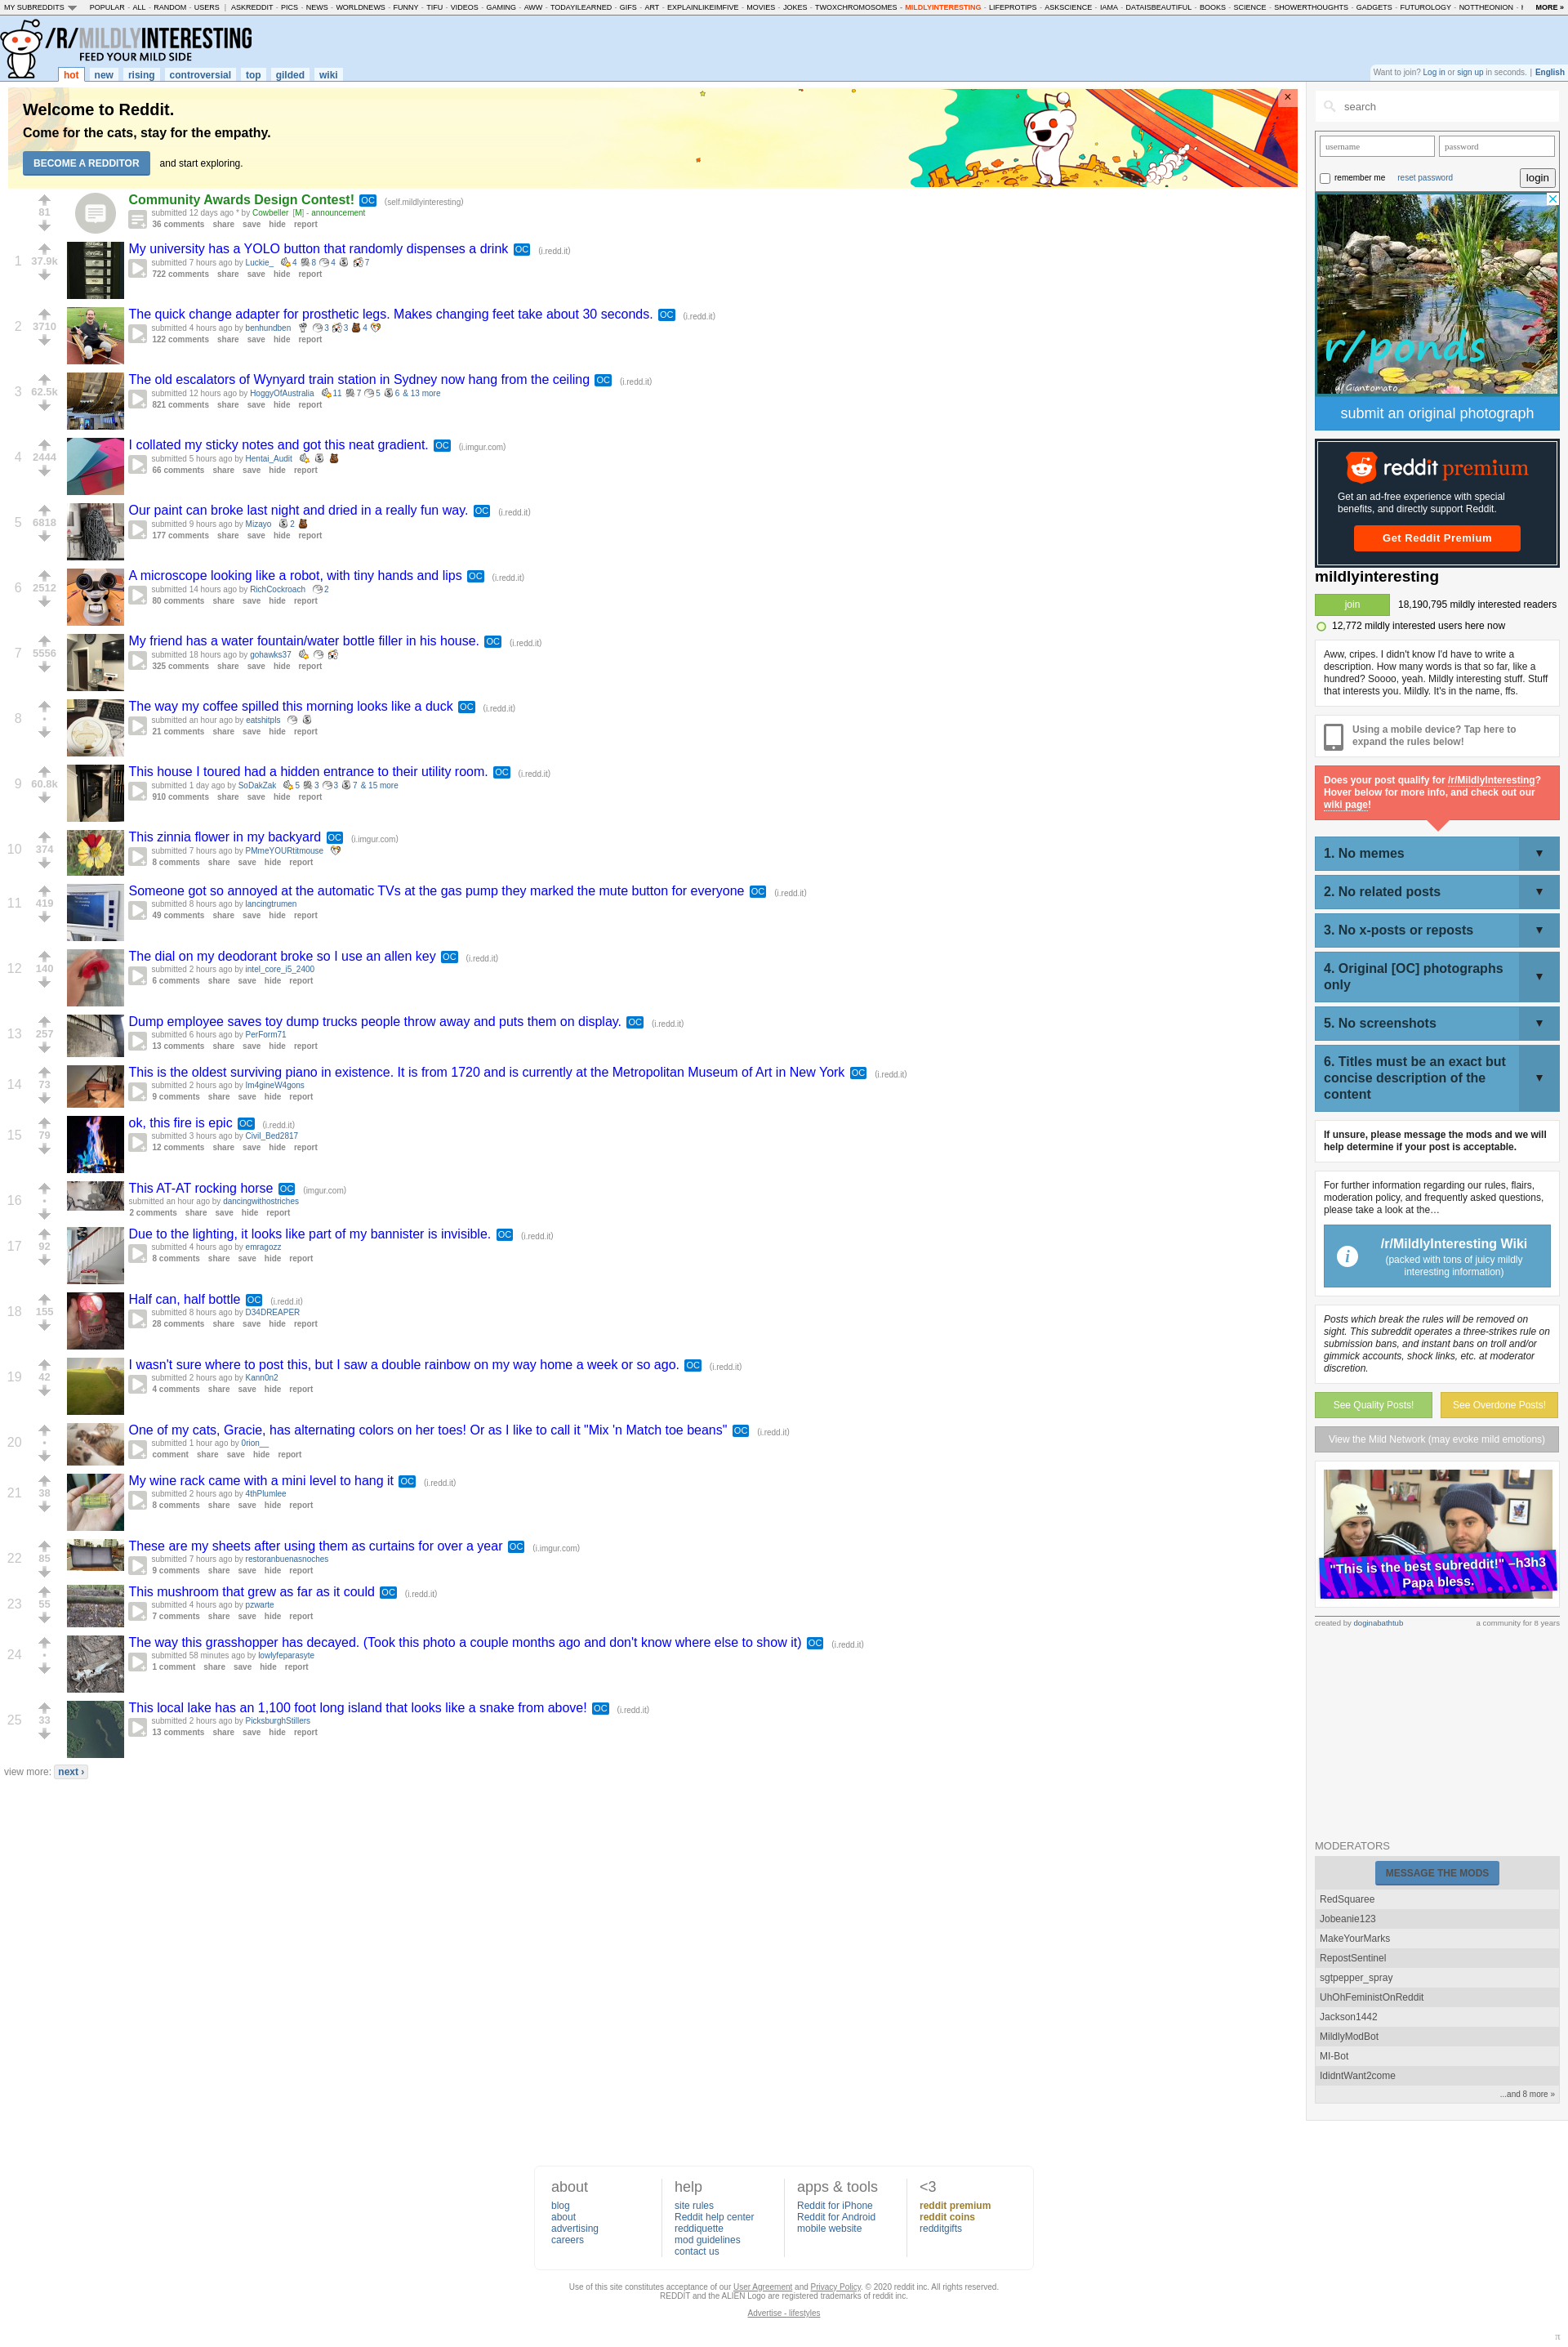 MY SUBREDDITS POPULAR - ALL - RANDOM - USERS | ASKREDDIT - PICS - NEWS - WORLDNEWS - FUNNY - TIFU - VIDEOS - GAMING - AWW - TODAYILEARNED - GIFS - ART - EXPLAINLIKEIMFIVE - MOVIES - JOKES - TWOXCHROMOSOMES - MILDLYINTERESTING - LIFEPROTIPS - ASKSCIENCE - IAMA - DATAISBEAUTIFUL - BOOKS - SCIENCE - SHOWERTHOUGHTS - GADGETS - FUTUROLOGY - NOTTHEONION - MORE »
/R/MILDLYINTERESTING
FEED YOUR MILD SIDE
hot new rising controversial top gilded wiki
Want to join? Log in or sign up in seconds. | English
Welcome to Reddit.
Come for the cats, stay for the empathy.
BECOME A REDDITOR and start exploring.
81
Community Awards Design Contest! OC (self.mildlyinteresting)
submitted 12 days ago * by Cowbeller [M] - announcement
36 comments share save hide report
1 37.9k
My university has a YOLO button that randomly dispenses a drink OC (i.redd.it)
submitted 7 hours ago by Luckie_ 4 8 4 7
722 comments share save hide report
2 3710
The quick change adapter for prosthetic legs. Makes changing feet take about 30 seconds. OC (i.redd.it)
submitted 4 hours ago by benhundben 3 3 4
122 comments share save hide report
3 62.5k
The old escalators of Wynyard train station in Sydney now hang from the ceiling OC (i.redd.it)
submitted 12 hours ago by HoggyOfAustralia 11 7 5 6 & 13 more
821 comments share save hide report
4 2444
I collated my sticky notes and got this neat gradient. OC (i.imgur.com)
submitted 5 hours ago by Hentai_Audit
66 comments share save hide report
5 6818
Our paint can broke last night and dried in a really fun way. OC (i.redd.it)
submitted 9 hours ago by Mizayo 2
177 comments share save hide report
6 2512
A microscope looking like a robot, with tiny hands and lips OC (i.redd.it)
submitted 14 hours ago by RichCockroach 2
80 comments share save hide report
7 5556
My friend has a water fountain/water bottle filler in his house. OC (i.redd.it)
submitted 18 hours ago by gohawks37
325 comments share save hide report
8 •
The way my coffee spilled this morning looks like a duck OC (i.redd.it)
submitted an hour ago by eatshitpls
21 comments share save hide report
9 60.8k
This house I toured had a hidden entrance to their utility room. OC (i.redd.it)
submitted 1 day ago by SoDakZak 5 3 3 7 & 15 more
910 comments share save hide report
10 374
This zinnia flower in my backyard OC (i.imgur.com)
submitted 7 hours ago by PMmeYOURtitmouse
8 comments share save hide report
11 419
Someone got so annoyed at the automatic TVs at the gas pump they marked the mute button for everyone OC (i.redd.it)
submitted 8 hours ago by lancingtrumen
49 comments share save hide report
12 140
The dial on my deodorant broke so I use an allen key OC (i.redd.it)
submitted 2 hours ago by intel_core_i5_2400
6 comments share save hide report
13 257
Dump employee saves toy dump trucks people throw away and puts them on display. OC (i.redd.it)
submitted 6 hours ago by PerForm71
13 comments share save hide report
14 73
This is the oldest surviving piano in existence. It is from 1720 and is currently at the Metropolitan Museum of Art in New York OC (i.redd.it)
submitted 2 hours ago by Im4gineW4gons
9 comments share save hide report
15 79
ok, this fire is epic OC (i.redd.it)
submitted 3 hours ago by Civil_Bed2817
12 comments share save hide report
16 •
This AT-AT rocking horse OC (imgur.com)
submitted an hour ago by dancingwithostriches
2 comments share save hide report
17 92
Due to the lighting, it looks like part of my bannister is invisible. OC (i.redd.it)
submitted 4 hours ago by emragozz
8 comments share save hide report
18 155
Half can, half bottle OC (i.redd.it)
submitted 8 hours ago by D34DREAPER
28 comments share save hide report
19 42
I wasn't sure where to post this, but I saw a double rainbow on my way home a week or so ago. OC (i.redd.it)
submitted 2 hours ago by Kann0n2
4 comments share save hide report
20 •
One of my cats, Gracie, has alternating colors on her toes! Or as I like to call it "Mix 'n Match toe beans" OC (i.redd.it)
submitted 1 hour ago by 0rion__
comment share save hide report
21 38
My wine rack came with a mini level to hang it OC (i.redd.it)
submitted 2 hours ago by 4thPlumlee
8 comments share save hide report
22 85
These are my sheets after using them as curtains for over a year OC (i.imgur.com)
submitted 7 hours ago by restoranbuenasnoches
9 comments share save hide report
23 55
This mushroom that grew as far as it could OC (i.redd.it)
submitted 4 hours ago by pzwarte
7 comments share save hide report
24 •
The way this grasshopper has decayed. (Took this photo a couple months ago and don't know where else to show it) OC (i.redd.it)
submitted 58 minutes ago by lowlyfeparasyte
1 comment share save hide report
25 33
This local lake has an 1,100 foot long island that looks like a snake from above! OC (i.redd.it)
submitted 2 hours ago by PicksburghStillers
13 comments share save hide report
view more: next ›
search
username password
remember me reset password login
r/ponds
u/Giantomato
submit an original photograph
reddit premium
Get an ad-free experience with special
benefits, and directly support Reddit.
Get Reddit Premium
mildlyinteresting
join 18,190,795 mildly interested readers
12,772 mildly interested users here now
Aww, cripes. I didn't know I'd have to write a
description. How many words is that so far, like a
hundred? Soooo, yeah. Mildly interesting stuff. Stuff
that interests you. Mildly. It's in the name, ffs.
Using a mobile device? Tap here to
expand the rules below!
Does your post qualify for /r/MildlyInteresting?
Hover below for more info, and check out our
wiki page!
1. No memes ▼
2. No related posts ▼
3. No x-posts or reposts ▼
4. Original [OC] photographs
only ▼
5. No screenshots ▼
6. Titles must be an exact but
concise description of the ▼
content
If unsure, please message the mods and we will
help determine if your post is acceptable.
For further information regarding our rules, flairs,
moderation policy, and frequently asked questions,
please take a look at the…
/r/MildlyInteresting Wiki
(packed with tons of juicy mildly
interesting information)
Posts which break the rules will be removed on
sight. This subreddit operates a three-strikes rule on
submission bans, and instant bans on troll and/or
gimmick accounts, shock links, etc. at moderator
discretion.
See Quality Posts! See Overdone Posts!
View the Mild Network (may evoke mild emotions)
"This is the best subreddit!" –h3h3
Papa bless.
created by doginabathtub a community for 8 years
MODERATORS
MESSAGE THE MODS
RedSquaree
Jobeanie123
MakeYourMarks
RepostSentinel
sgtpepper_spray
UhOhFeministOnReddit
Jackson1442
MildlyModBot
MI-Bot
IdidntWant2come
...and 8 more »
about
blog
about
advertising
careers
help
site rules
Reddit help center
reddiquette
mod guidelines
contact us
apps & tools
Reddit for iPhone
Reddit for Android
mobile website
<3
reddit premium
reddit coins
redditgifts
Use of this site constitutes acceptance of our User Agreement and Privacy Policy. © 2020 reddit inc. All rights reserved.
REDDIT and the ALIEN Logo are registered trademarks of reddit inc.
Advertise - lifestyles
π